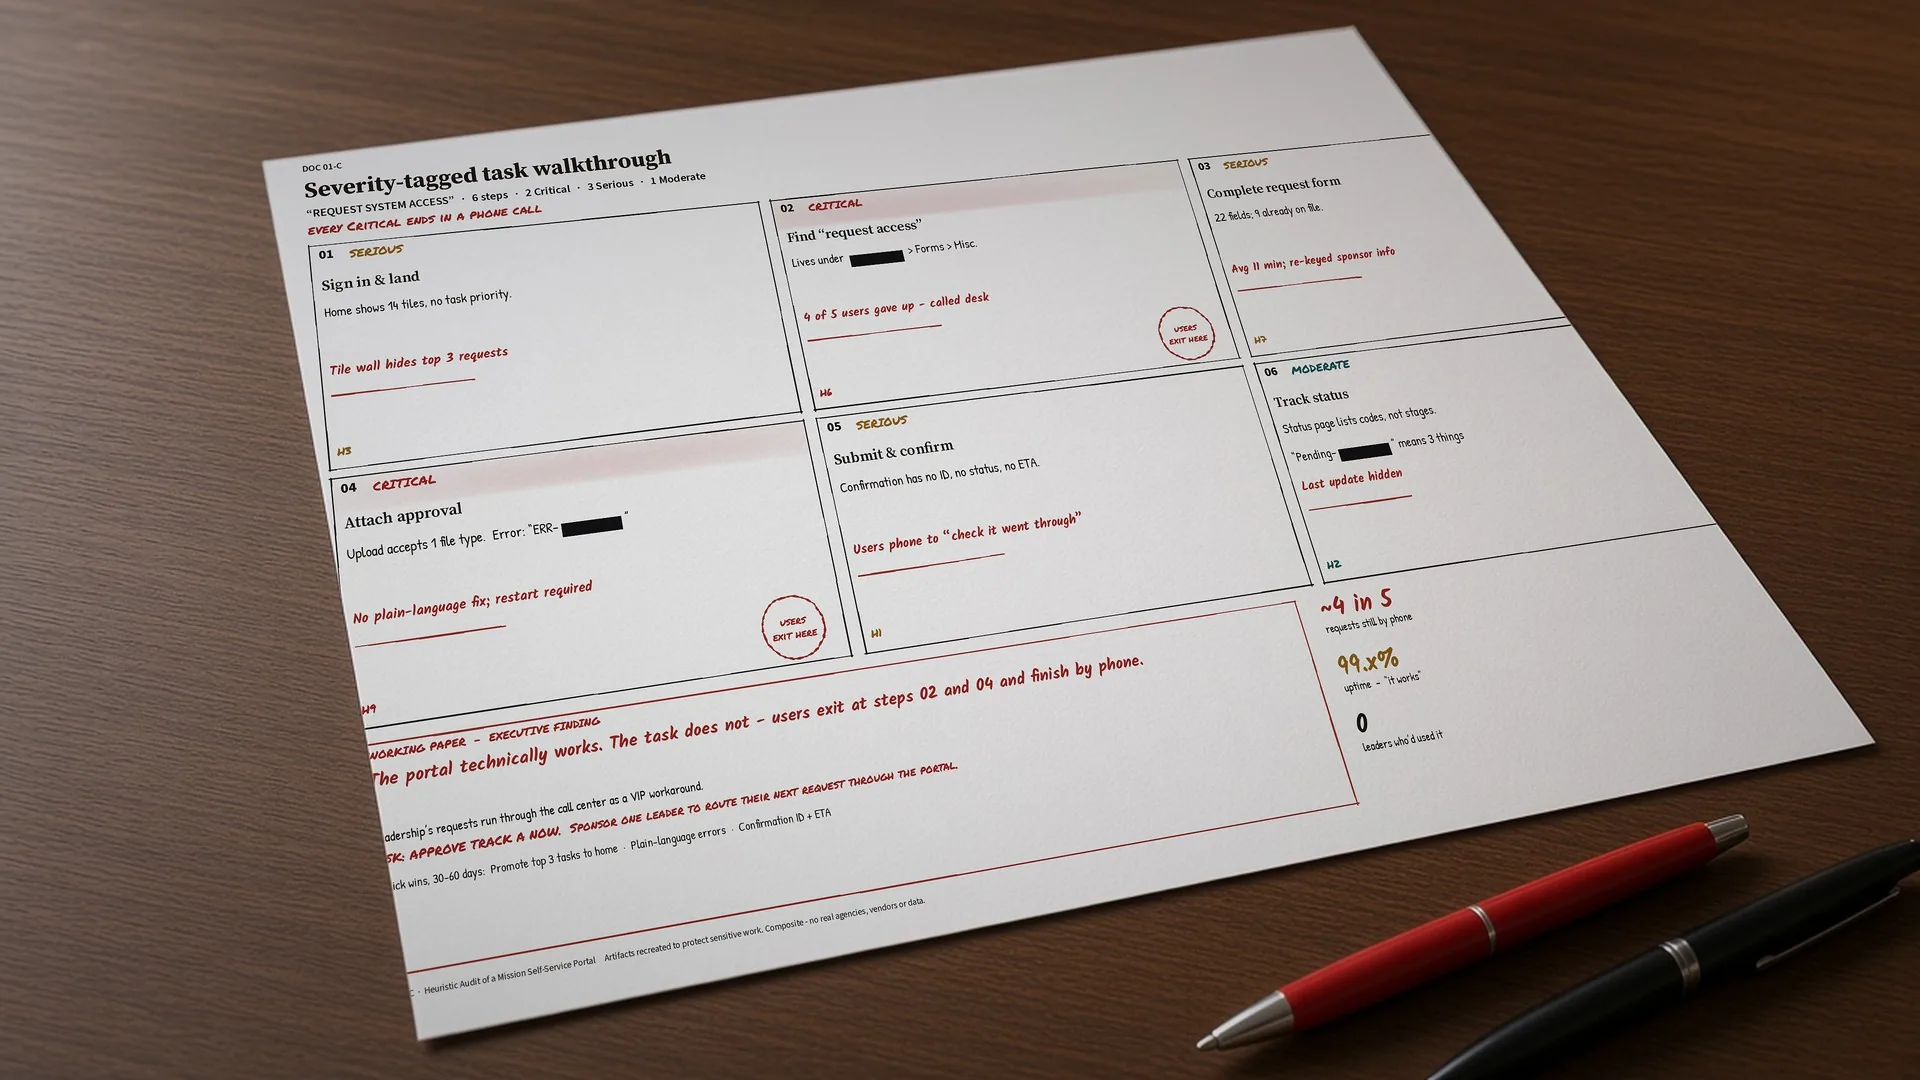 DOC 01-C
Severity-tagged task walkthrough
"REQUEST SYSTEM ACCESS" · 6 steps · 2 Critical · 3 Serious · 1 Moderate
EVERY CRITICAL ENDS IN A PHONE CALL
01 SERIOUS
Sign in & land
Home shows 14 tiles, no task priority.
Tile wall hides top 3 requests
H3
02 CRITICAL
Find “request access”
Lives under > Forms > Misc.
4 of 5 users gave up - called desk
USERS
EXIT HERE
H6
03 SERIOUS
Complete request form
22 fields; 9 already on file.
Avg 11 min; re-keyed sponsor info
H7
04 CRITICAL
Attach approval
Upload accepts 1 file type. Error: "ERR- "
No plain-language fix; restart required
USERS
EXIT HERE
H9
05 SERIOUS
Submit & confirm
Confirmation has no ID, no status, no ETA.
Users phone to “check it went through”
H1
06 MODERATE
Track status
Status page lists codes, not stages.
"Pending- " means 3 things
Last update hidden
H2
WORKING PAPER - EXECUTIVE FINDING
The portal technically works. The task does not - users exit at steps 02 and 04 and finish by phone.
adership's requests run through the call center as a VIP workaround.
SK: APPROVE TRACK A NOW. SPONSOR ONE LEADER TO ROUTE THEIR NEXT REQUEST THROUGH THE PORTAL.
ick wins, 30-60 days: Promote top 3 tasks to home · Plain-language errors · Confirmation ID + ETA
~4 in 5
requests still by phone
99.x%
uptime - "it works"
0
leaders who'd used it
C - Heuristic Audit of a Mission Self-Service Portal Artifacts recreated to protect sensitive work. Composite - no real agencies, vendors or data.